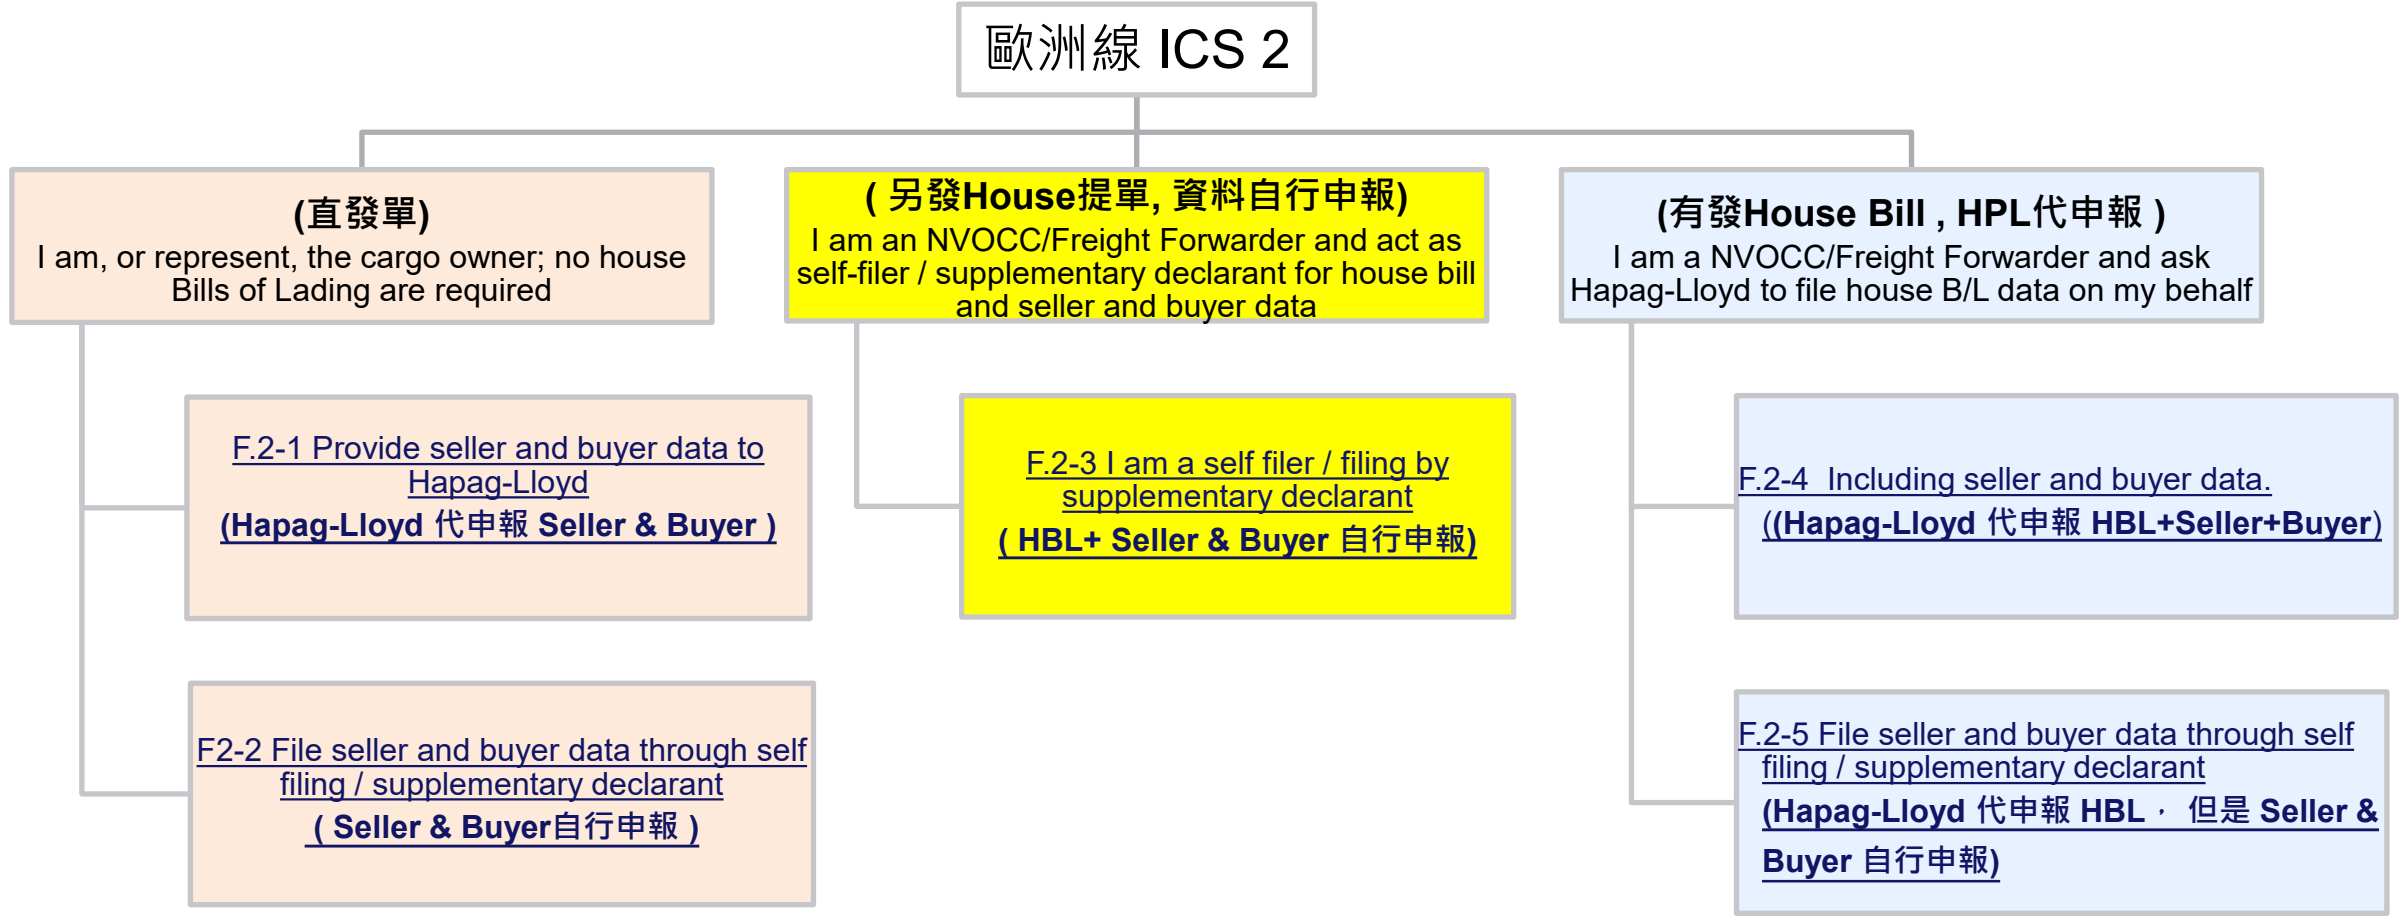 歐洲線 ICS 2
(直發單)
I am, or represent, the cargo owner; no house
Bills of Lading are required
( 另發House提單, 資料自行申報)
I am an NVOCC/Freight Forwarder and act as
self-filer / supplementary declarant for house bill
and seller and buyer data
(有發House Bill , HPL代申報 )
I am a NVOCC/Freight Forwarder and ask
Hapag-Lloyd to file house B/L data on my behalf
F.2-1 Provide seller and buyer data to
Hapag-Lloyd
(Hapag-Lloyd 代申報 Seller & Buyer )
F2-2 File seller and buyer data through self
filing / supplementary declarant
( Seller & Buyer自行申報 )
F.2-3 I am a self filer / filing by
supplementary declarant
( HBL+ Seller & Buyer 自行申報)
F.2-4  Including seller and buyer data.
((Hapag-Lloyd 代申報 HBL+Seller+Buyer)
F.2-5 File seller and buyer data through self
filing / supplementary declarant
(Hapag-Lloyd 代申報 HBL， 但是 Seller &
Buyer 自行申報)